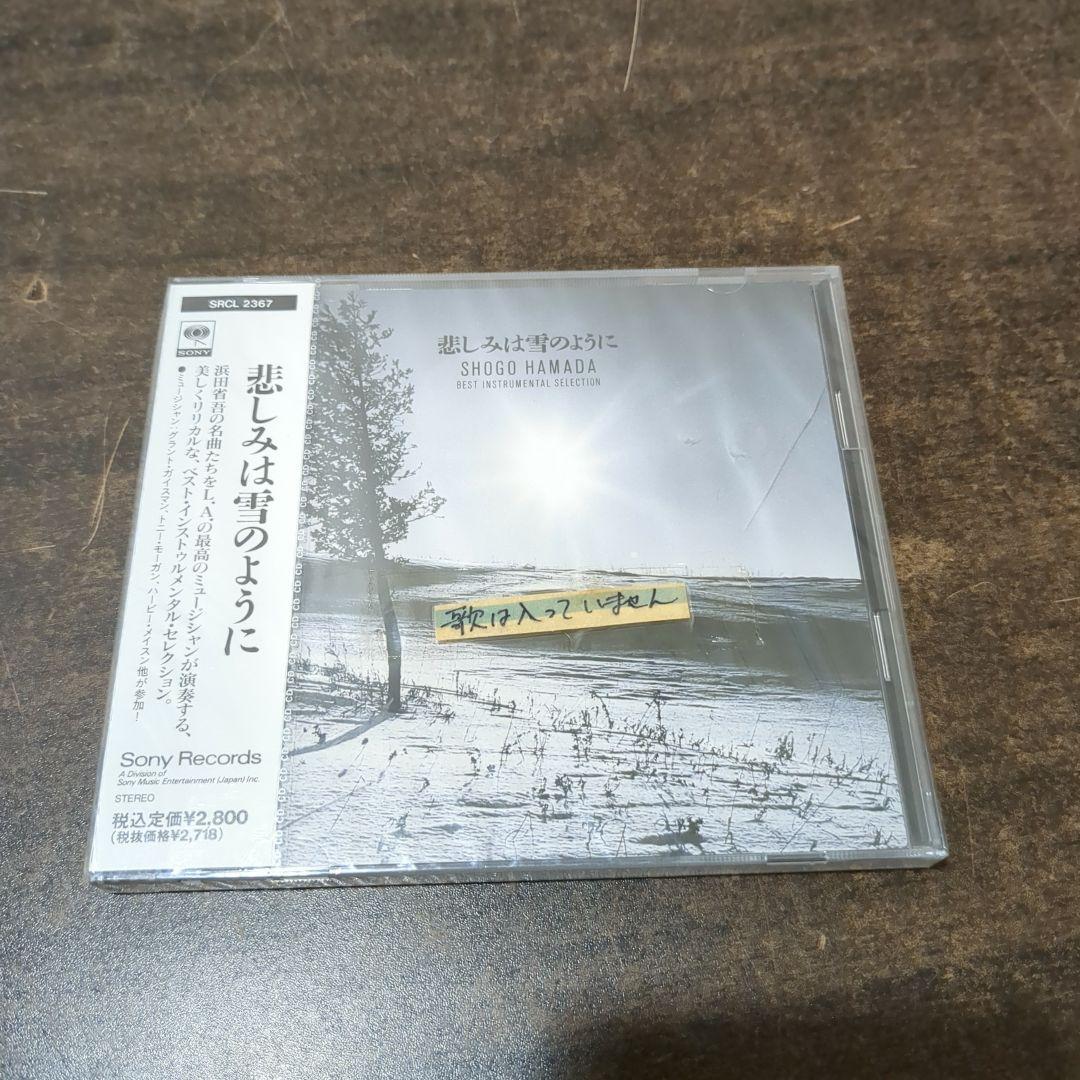 SRCL 2367
SONY
悲しみは雪のように
浜田省吾の名曲たちをL.A.の最高のミュージシャンが演奏する、
美しくリリカルな、ベスト・インストゥルメンタル・セレクション。
●ミュージシャン:グラント・ガイスマン、トニー・モーガン、ハービー・メイスン他が参加!
Sony Records
A Division of
Sony Music Entertainment (Japan) Inc.
STEREO
税込定価¥2,800
(税抜価格¥2,718)
悲しみは雪のように
SHOGO HAMADA
BEST INSTRUMENTAL SELECTION
歌は入っていません